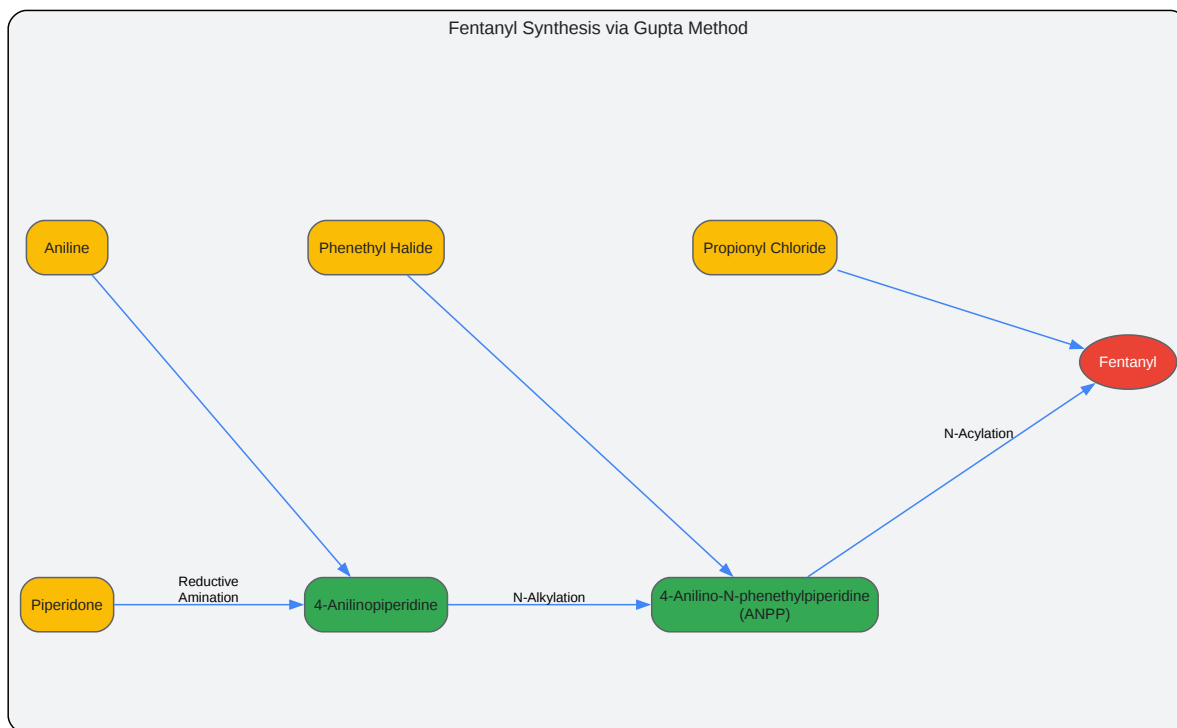 Fentanyl Synthesis via Gupta Method
Aniline
Phenethyl Halide
Propionyl Chloride
Fentanyl
N-Acylation
Piperidone
Reductive
Amination
4-Anilinopiperidine
N-Alkylation
4-Anilino-N-phenethylpiperidine
(ANPP)